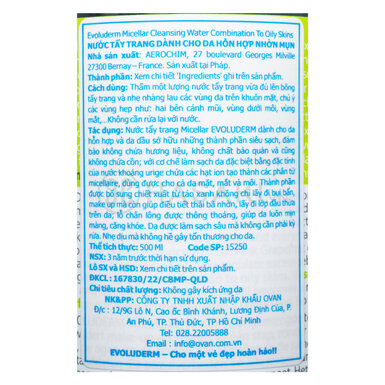 Evoluderm Micellar Cleansing Water Combination To Oily Skins
NƯỚC TẨY TRANG DÀNH CHO DA HỖN HỢP NHỜN MỤN
Nhà sản xuất: AEROCHIM, 27 boulevard Georges Milville
27300 Bernay – France. Sản xuất tại Pháp.
Thành phần: Xem chi tiết 'Ingredients' ghi trên sản phẩm.
Cách dùng: Thấm một lượng nước tẩy trang vừa đủ lên bông
tẩy trang và nhẹ nhàng lau các vùng da trên khuôn mặt, chú ý
các vùng hẹp như: hai bên cánh mũi, vùng dưới môi, vùng
mắt,...Không cần rửa lại với nước.
Tác dụng: Nước tẩy trang Micellar EVOLUDERM dành cho da
hỗn hợp và da dầu sở hữu những thành phần siêu sạch, đảm
bảo không chứa hương liệu, không chất bảo quản và cũng
không chứa cồn; với cơ chế làm sạch da đặc biệt bằng đặc tính
của nước khoáng urige chứa các hạt ion tạo thành các phân tử
micellaire, dùng được cho cả da mặt, mắt và môi. Thành phần
được bổ sung chiết xuất từ táo xanh không chỉ lấy đi bụi bẩn,
make up mà còn giúp điều tiết thải bã nhờn, lấy đi lớp dầu thừa
trên da, lỗ chân lông được thông thoáng, giúp da luôn mịn
màng, căng khỏe. Da được làm sạch sâu mà không cần phải kỳ
rửa. Nhẹ dịu mà không hề gây tổn thương cho da.
Thể tích thực: 500 Ml Code SP: 15250
NSX: 3 năm trước thời hạn sử dụng.
Lô SX và HSD: Xem chi tiết trên sản phẩm.
ĐKCL : 167830/22/CBMP-QLD
Chỉ tiêu chất lượng: Không gây kích ứng da
NK&PP: CÔNG TY TNHH XUẤT NHẬP KHẨU OVAN
Đ/c : 12/9G Lô N, Cao ốc Bắc Khánh, Lương Định Của, P.
An Phú, TP. Thủ Đức, TP Hồ Chí Minh
Tel : 028.22005888
Email : info@ovan.com.vn
EVOLUDERM – Cho một vẻ đẹp hoàn hảo!!